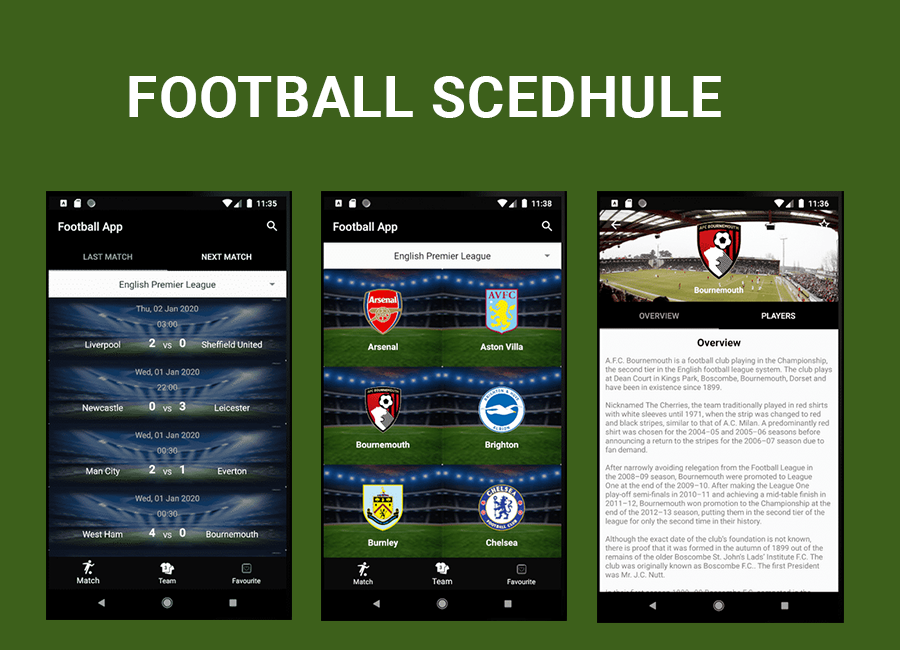 FOOTBALL SCEDHULE
11:35
Football App
LAST MATCH
NEXT MATCH
English Premier League
Thu, 02 Jan 2020
03:00
Liverpool 2 vs 0 Sheffield United
Wed, 01 Jan 2020
22:00
Newcastle 0 vs 3 Leicester
Wed, 01 Jan 2020
00:30
Man City 2 vs 1 Everton
Wed, 01 Jan 2020
00:30
West Ham 4 vs 0 Bournemouth
Match
Team
Favourite
11:38
Football App
English Premier League
Arsenal
AVFC
Arsenal
Aston Villa
AFC BOURNEMOUTH
Bournemouth
Brighton
CHELSEA
FOOTBALL CLUB
Burnley
Chelsea
Match
Team
Favourite
11:36
AFC BOURNEMOUTH
Bournemouth
OVERVIEW
PLAYERS
Overview
A.F.C. Bournemouth is a football club playing in the Championship,
the second tier in the English football league system. The club plays
at Dean Court in Kings Park, Boscombe, Bournemouth, Dorset and
have been in existence since 1899.
Nicknamed The Cherries, the team traditionally played in red shirts
with white sleeves until 1971, when the strip was changed to red
and black stripes, similar to that of A.C. Milan. A predominantly red
shirt was chosen for the 2004–05 and 2005–06 seasons before
announcing a return to the stripes for the 2006–07 season due to
fan demand.
After narrowly avoiding relegation from the Football League in
the 2008–09 season, Bournemouth were promoted to League
One at the end of the 2009–10. After making the League One
play-off semi-finals in 2010–11 and achieving a mid-table finish in
2011–12, Bournemouth won promotion to the Championship at the
end of the 2012–13 season, putting them in the second tier of the
league for only the second time in their history.
Although the exact date of the club's foundation is not known,
there is proof that it was formed in the autumn of 1899 out of the
remains of the older Boscombe St. John's Lads' Institute F.C. The
club was originally known as Boscombe F.C.. The first President
was Mr. J.C. Nutt.